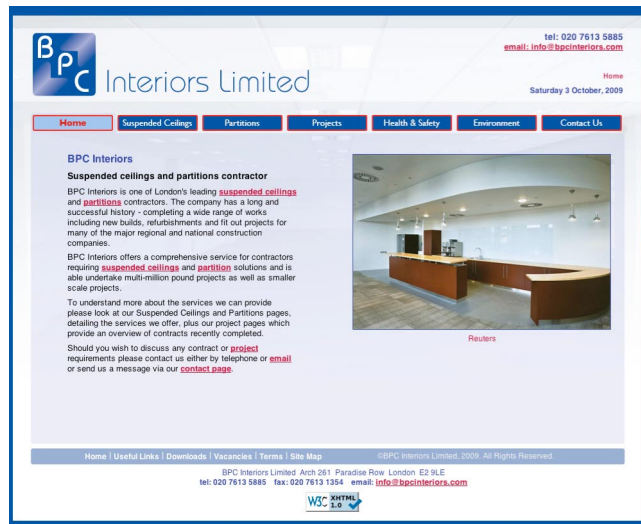 tel: 020 7613 5885
email: info@bpcinteriors.com
BPC
Interiors Limited
Home
Saturday 3 October, 2009
Home
Suspended Ceilings
Partitions
Projects
Health & Safety
Environment
Contact Us
BPC Interiors
Suspended ceilings and partitions contractor
BPC Interiors is one of London's leading suspended ceilings
and partitions contractors. The company has a long and
successful history - completing a wide range of works
including new builds, refurbishments and fit out projects for
many of the major regional and national construction
companies.
BPC Interiors offers a comprehensive service for contractors
requiring suspended ceilings and partition solutions and is
able undertake multi-million pound projects as well as smaller
scale projects.
To understand more about the services we can provide
please look at our Suspended Ceilings and Partitions pages,
detailing the services we offer, plus our project pages which
provide an overview of contracts recently completed.
Should you wish to discuss any contract or project
requirements please contact us either by telephone or email
or send us a message via our contact page.
Reuters
Home | Useful Links | Downloads | Vacancies | Terms | Site Map
©BPC Interiors Limited, 2009. All Rights Reserved.
BPC Interiors Limited Arch 261 Paradise Row London E2 9LE
tel: 020 7613 5885 fax: 020 7613 1354 email: info@bpcinteriors.com
W3C XHTML 1.0